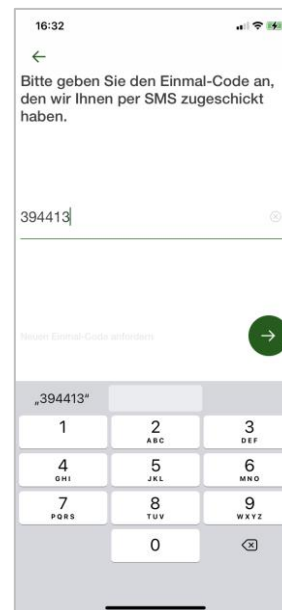 16:32
Bitte geben Sie den Einmal-Code an,
den wir Ihnen per SMS zugeschickt
haben.
394413
Neuen Einmal-Code anfordern
„394413“
1
2
ABC
3
DEF
4
GHI
5
JKL
6
MNO
7
PQRS
8
TUV
9
WXYZ
0